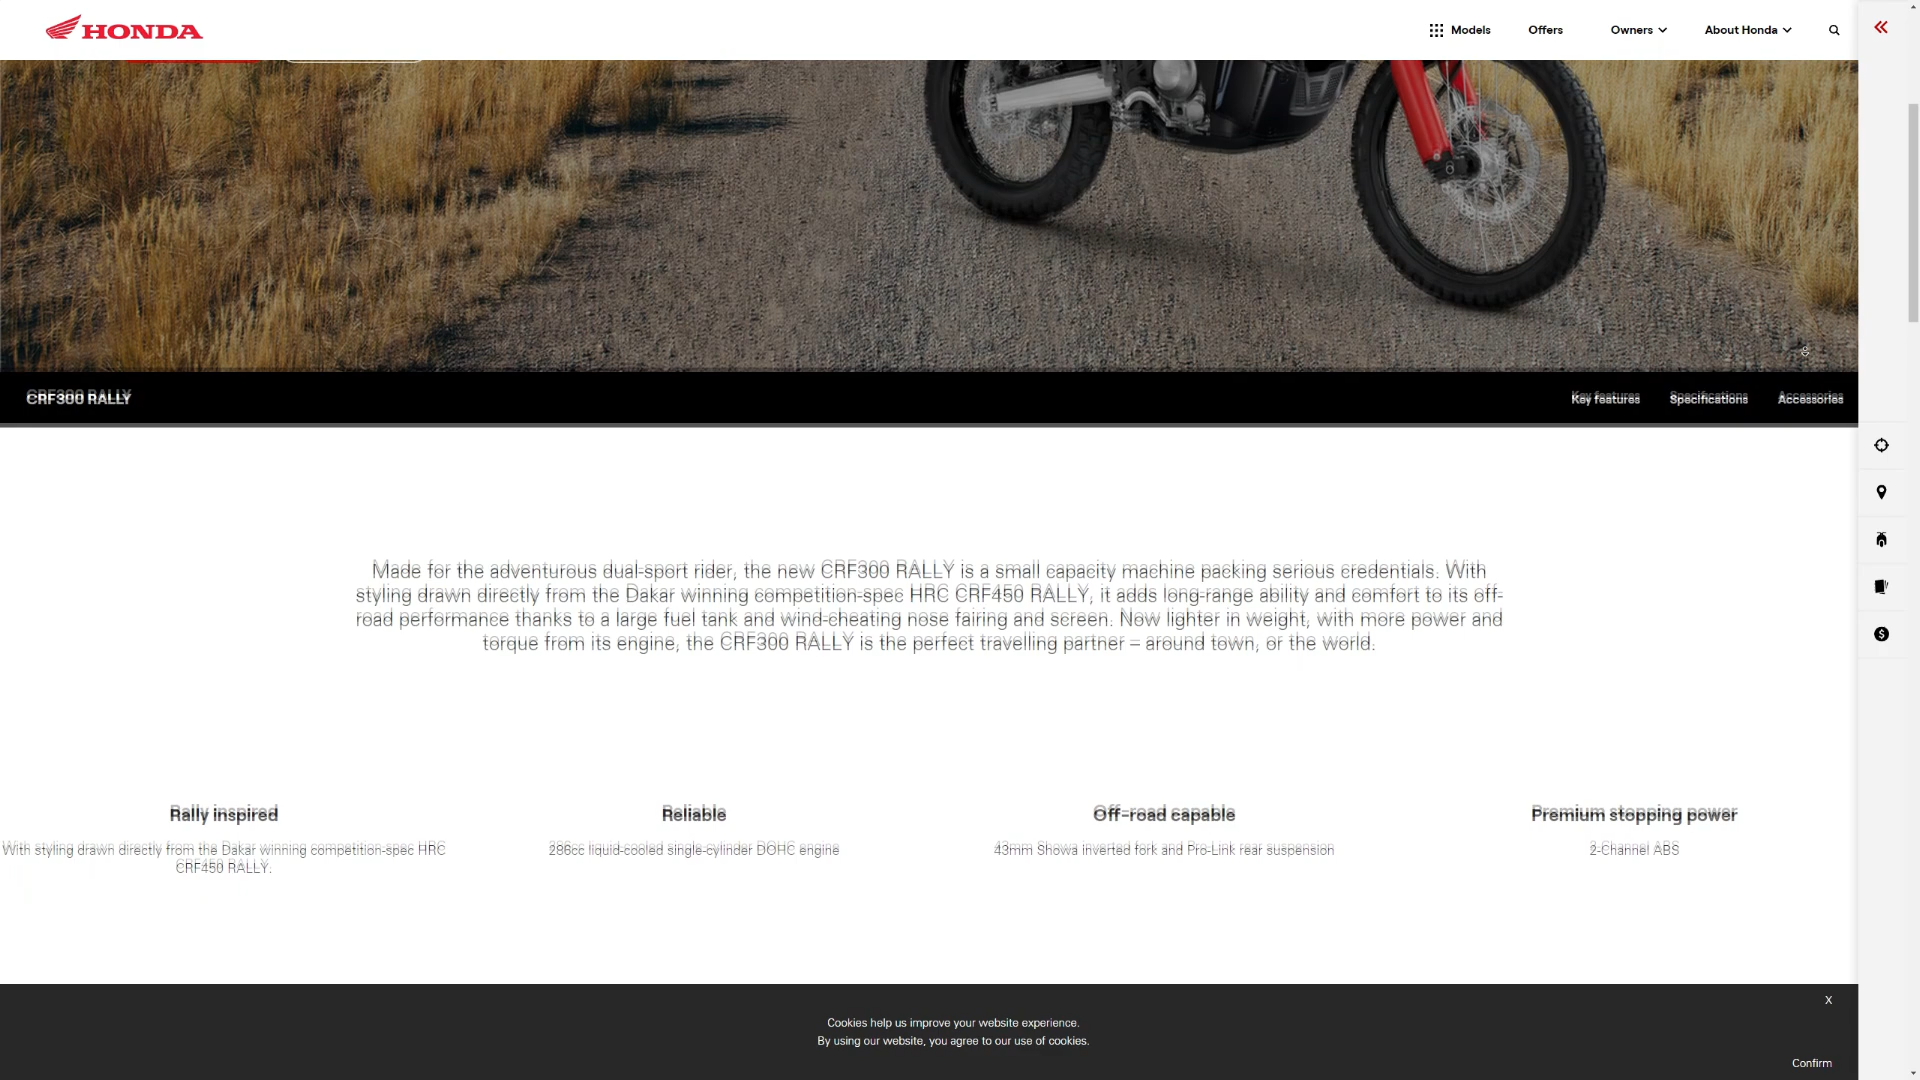 HONDA
Models Offers Owners About Honda
CRF300 RALLY
Key features Specifications Accessories
Made for the adventurous dual-sport rider, the new CRF300 RALLY is a small capacity machine packing serious credentials. With
styling drawn directly from the Dakar winning competition-spec HRC CRF450 RALLY, it adds long-range ability and comfort to its off-
road performance thanks to a large fuel tank and wind-cheating nose fairing and screen. Now lighter in weight, with more power and
torque from its engine, the CRF300 RALLY is the perfect travelling partner – around town, or the world.
Rally inspired
With styling drawn directly from the Dakar winning competition-spec HRC
CRF450 RALLY.
Reliable
286cc liquid-cooled single-cylinder DOHC engine
Off-road capable
43mm Showa inverted fork and Pro-Link rear suspension
Premium stopping power
2-Channel ABS
X
Cookies help us improve your website experience.
By using our website, you agree to our use of cookies.
Confirm